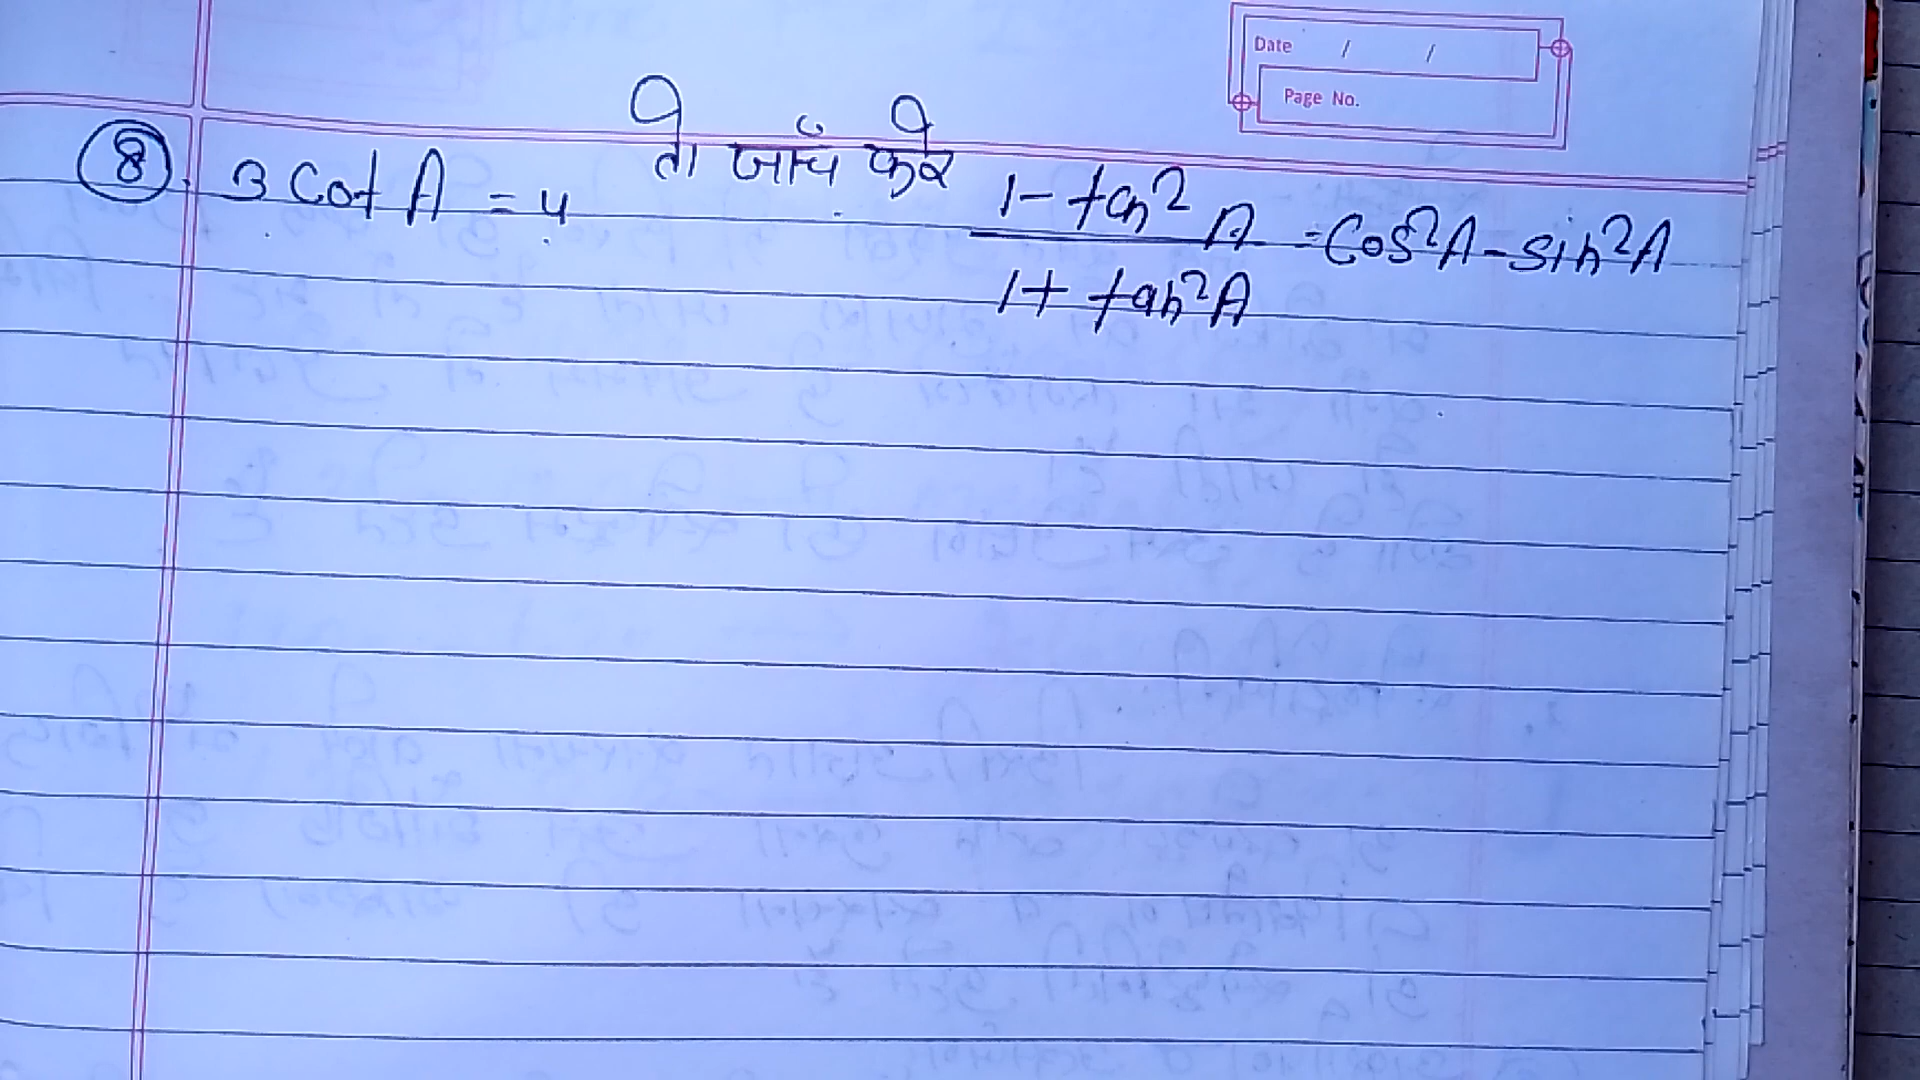 Date / /
Page No.
8. 3 Cot A = 4 तो जाँच करे 1 - tan²A / 1 + tan²A = Cos²A - sin²A